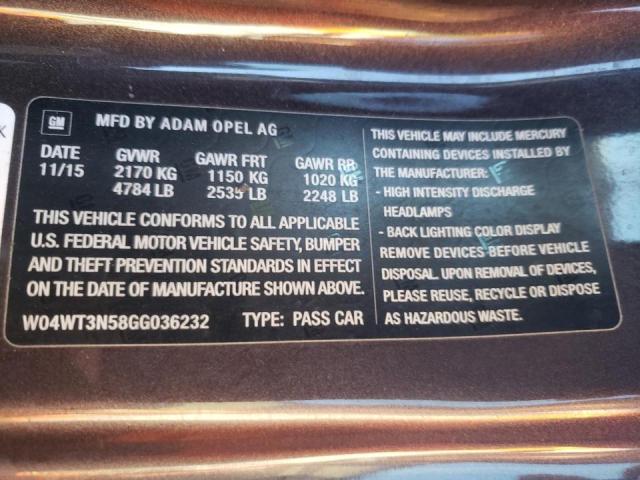 GM
MFD BY ADAM OPEL AG
DATE GVWR GAWR FRT GAWR RR
11/15 2170 KG 1150 KG 1020 KG
4784 LB 2535 LB 2248 LB
THIS VEHICLE CONFORMS TO ALL APPLICABLE
U.S. FEDERAL MOTOR VEHICLE SAFETY, BUMPER
AND THEFT PREVENTION STANDARDS IN EFFECT
ON THE DATE OF MANUFACTURE SHOWN ABOVE.
W04WT3N58GG036232 TYPE: PASS CAR
THIS VEHICLE MAY INCLUDE MERCURY
CONTAINING DEVICES INSTALLED BY
THE MANUFACTURER:
- HIGH INTENSITY DISCHARGE
HEADLAMPS
- BACK LIGHTING COLOR DISPLAY
REMOVE DEVICES BEFORE VEHICLE
DISPOSAL. UPON REMOVAL OF DEVICES,
PLEASE REUSE, RECYCLE OR DISPOSE
AS HAZARDOUS WASTE.